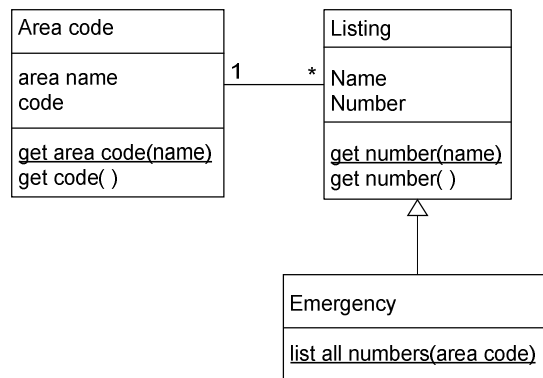 Area code
area name
code
get area code(name)
get code( )
1
*
Listing
Name
Number
get number(name)
get number( )
Emergency
list all numbers(area code)